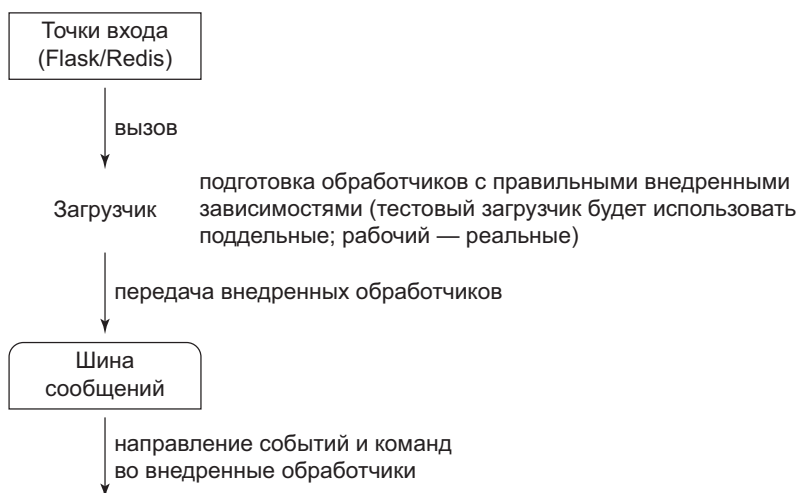 Точки входа
(Flask/Redis)
вызов
Загрузчик
подготовка обработчиков с правильными внедренными
зависимостями (тестовый загрузчик будет использовать
поддельные; рабочий — реальные)
передача внедренных обработчиков
Шина
сообщений
направление событий и команд
во внедренные обработчики